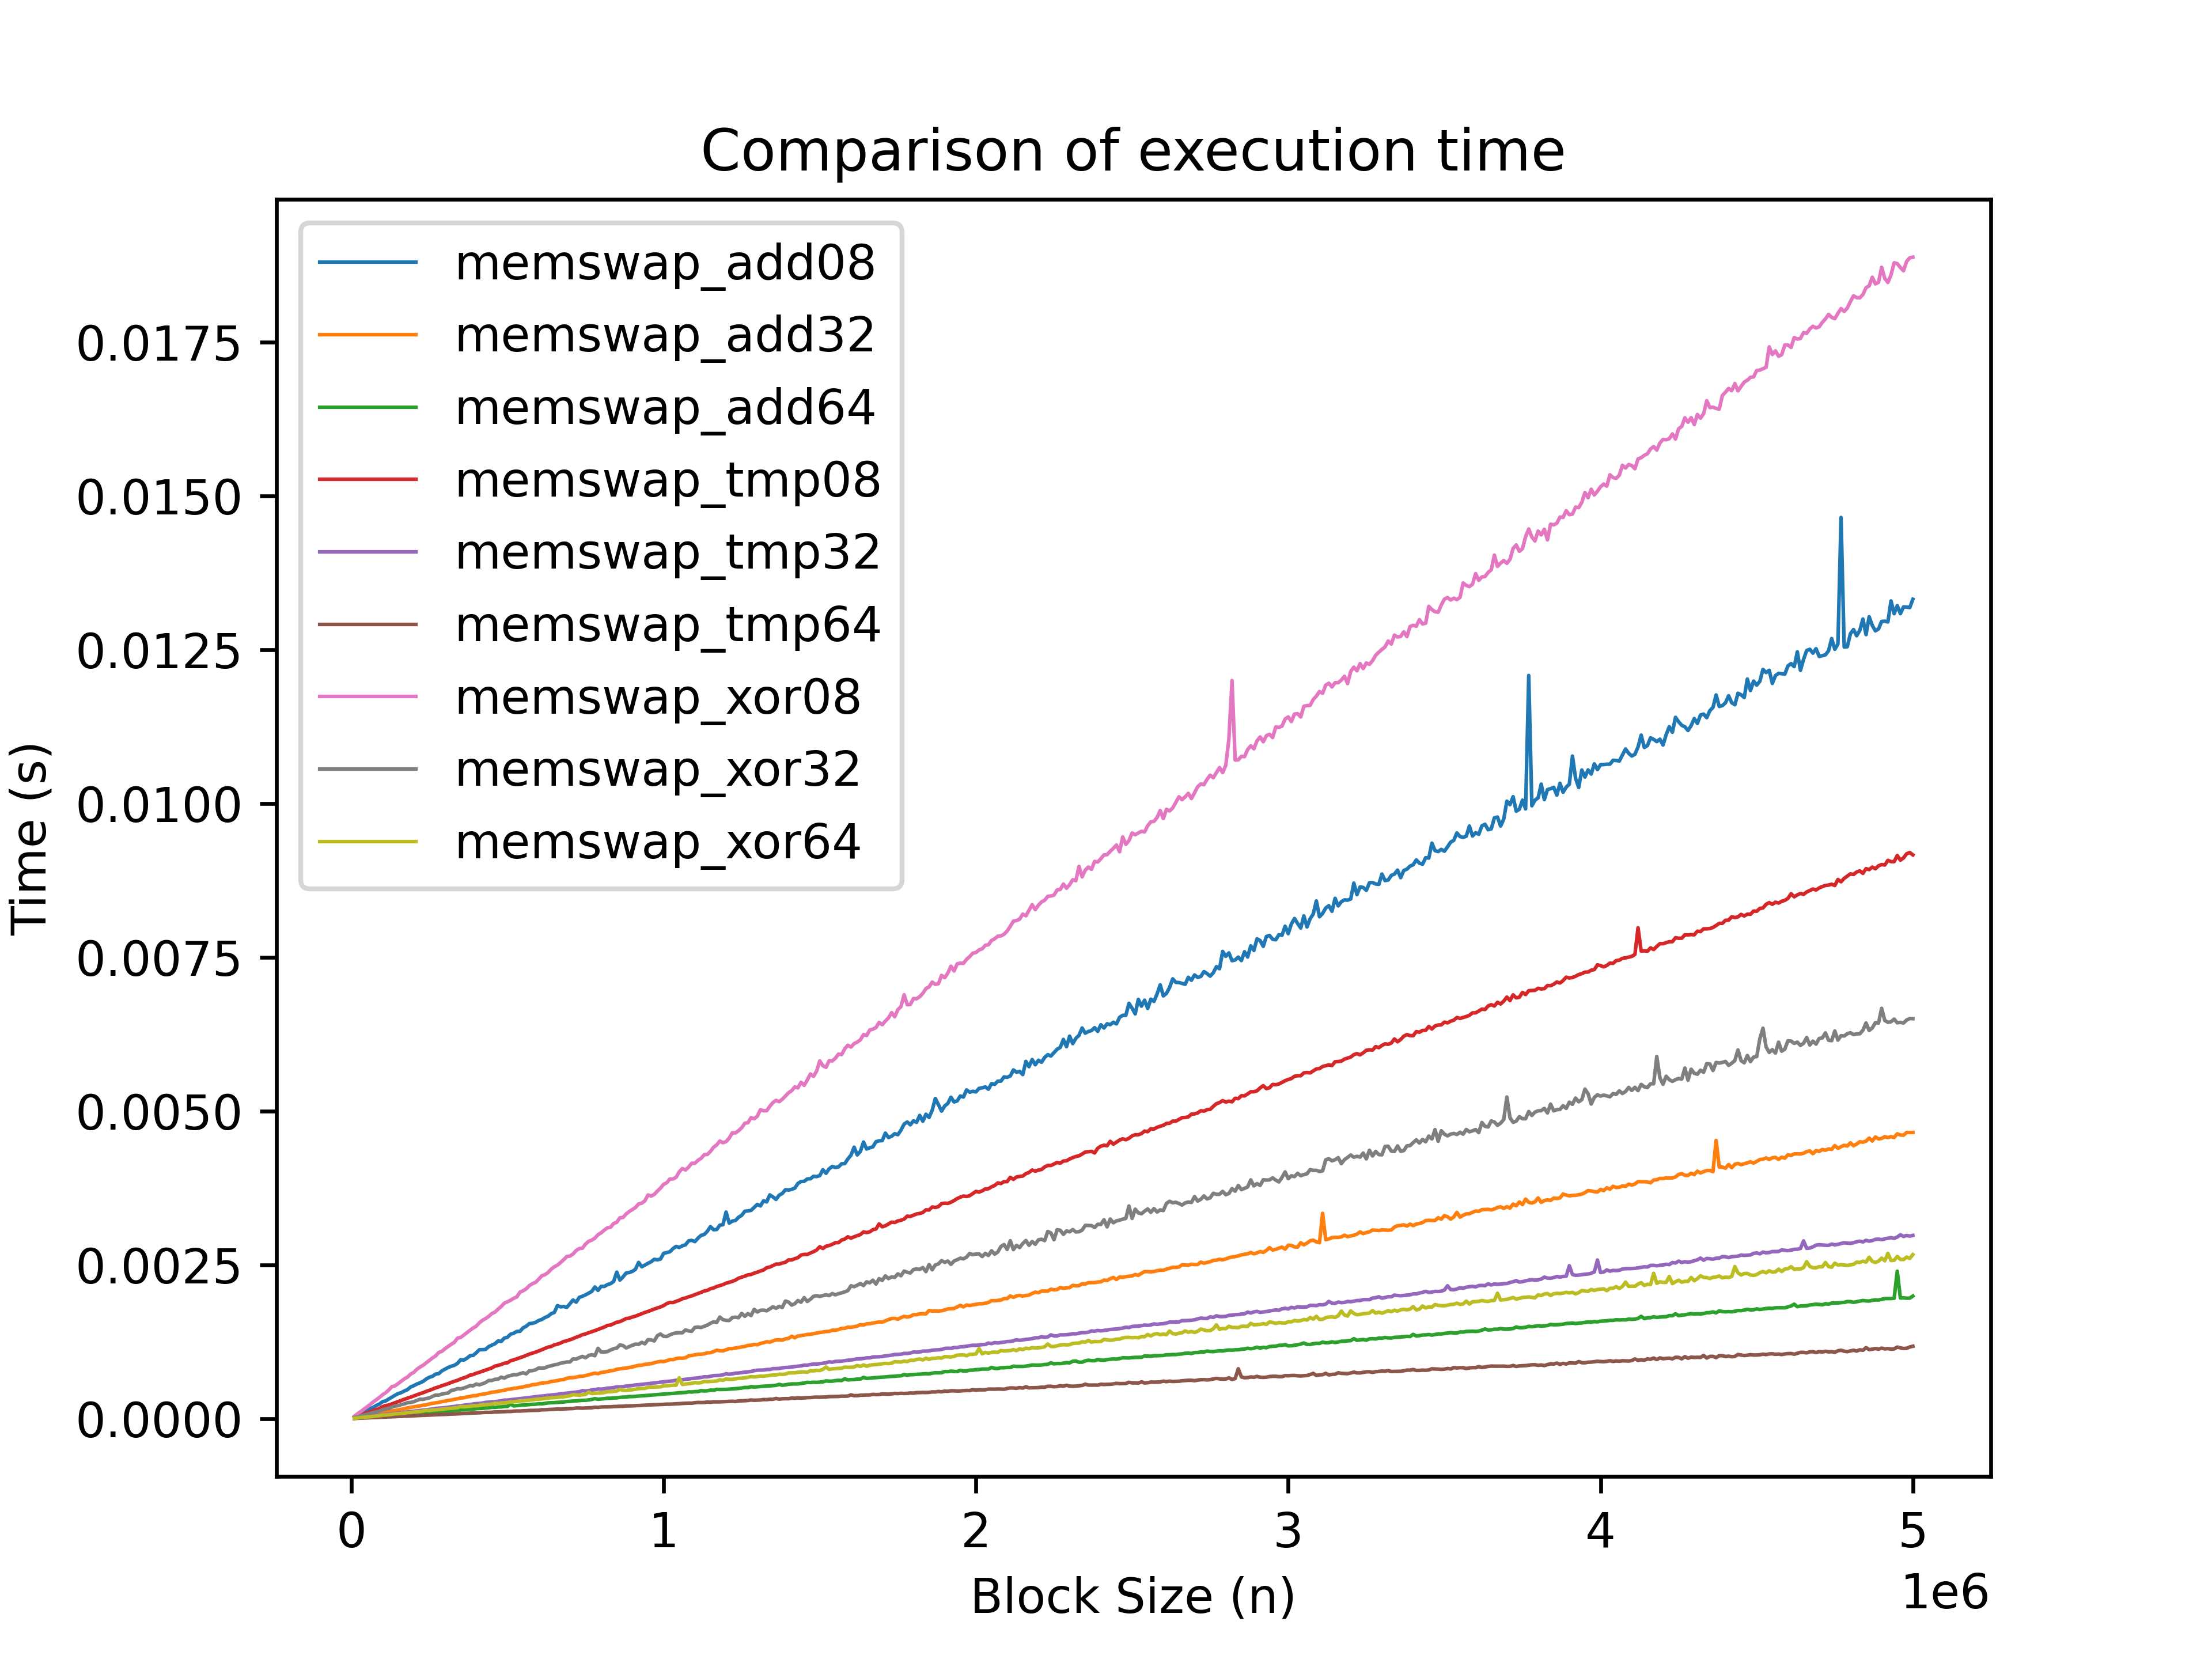 Comparison of execution time
memswap_add08
memswap_add32
memswap_add64
memswap_tmp08
memswap_tmp32
memswap_tmp64
memswap_xor08
memswap_xor32
memswap_xor64
Time (s)
0.0175
0.0150
0.0125
0.0100
0.0075
0.0050
0.0025
0.0000
0 1 2 3 4 5
1e6
Block Size (n)